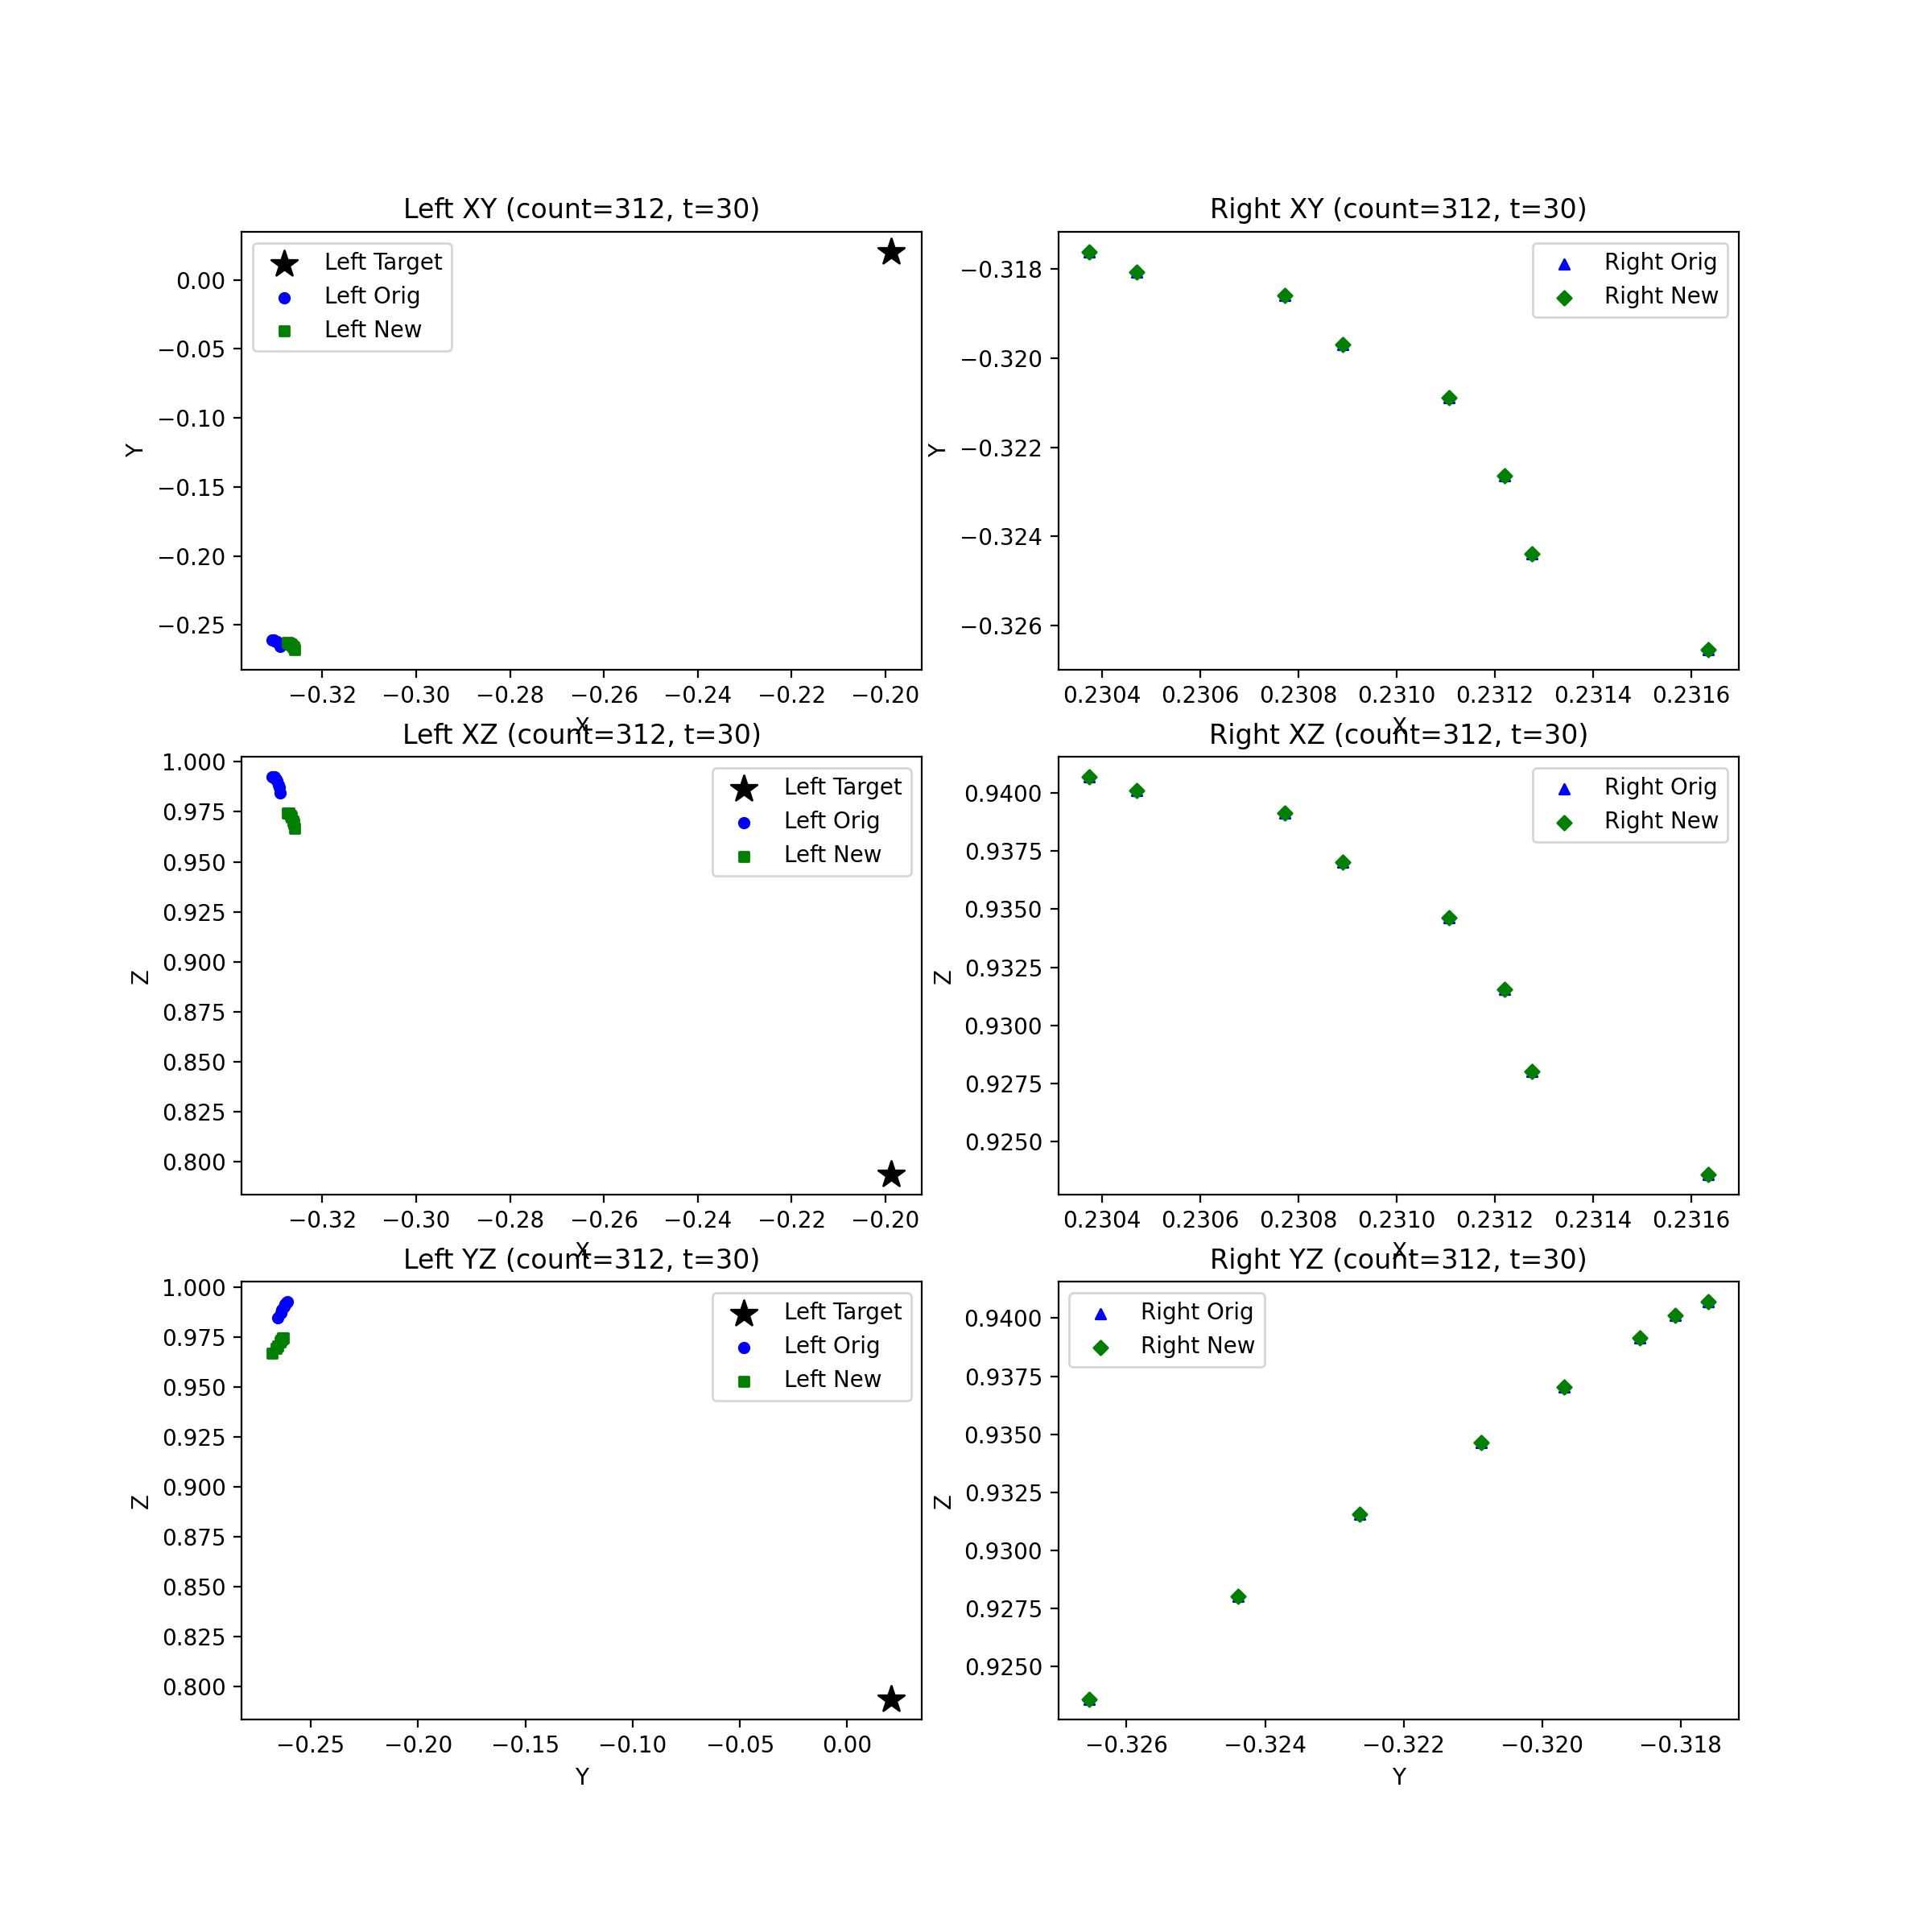 Left XY (count=312, t=30)
Left Target
Left Orig
Left New
0.00
−0.05
−0.10
−0.15
−0.20
−0.25
Y
−0.32 −0.30 −0.28 −0.26 −0.24 −0.22 −0.20
X
Right XY (count=312, t=30)
Right Orig
Right New
−0.318
−0.320
−0.322
−0.324
−0.326
Y
0.2304 0.2306 0.2308 0.2310 0.2312 0.2314 0.2316
X
Left XZ (count=312, t=30)
Left Target
Left Orig
Left New
1.000
0.975
0.950
0.925
0.900
0.875
0.850
0.825
0.800
Z
−0.32 −0.30 −0.28 −0.26 −0.24 −0.22 −0.20
X
Right XZ (count=312, t=30)
Right Orig
Right New
0.9400
0.9375
0.9350
0.9325
0.9300
0.9275
0.9250
Z
0.2304 0.2306 0.2308 0.2310 0.2312 0.2314 0.2316
X
Left YZ (count=312, t=30)
Left Target
Left Orig
Left New
1.000
0.975
0.950
0.925
0.900
0.875
0.850
0.825
0.800
Z
−0.25 −0.20 −0.15 −0.10 −0.05 0.00
Y
Right YZ (count=312, t=30)
Right Orig
Right New
0.9400
0.9375
0.9350
0.9325
0.9300
0.9275
0.9250
Z
−0.326 −0.324 −0.322 −0.320 −0.318
Y